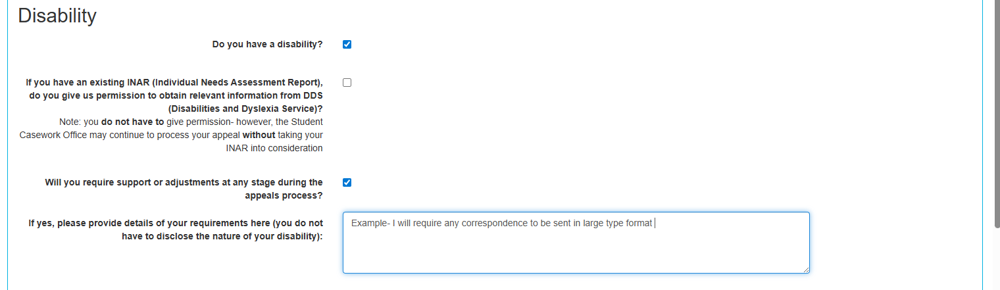 Disability
Do you have a disability?
If you have an existing INAR (Individual Needs Assessment Report),
do you give us permission to obtain relevant information from DDS
(Disabilities and Dyslexia Service)?
Note: you do not have to give permission- however, the Student
Casework Office may continue to process your appeal without taking your
INAR into consideration
Will you require support or adjustments at any stage during the
appeals process?
If yes, please provide details of your requirements here (you do not
have to disclose the nature of your disability):
Example- I will require any correspondence to be sent in large type format